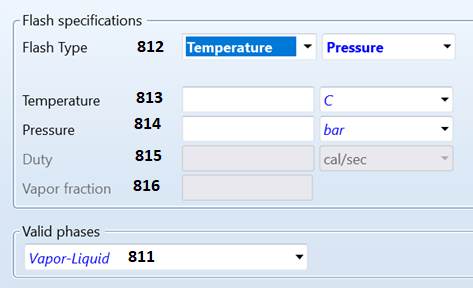 Flash specifications
Flash Type 812 Temperature Pressure
Temperature 813 C
Pressure 814 bar
Duty 815 cal/sec
Vapor fraction 816
Valid phases
Vapor-Liquid 811